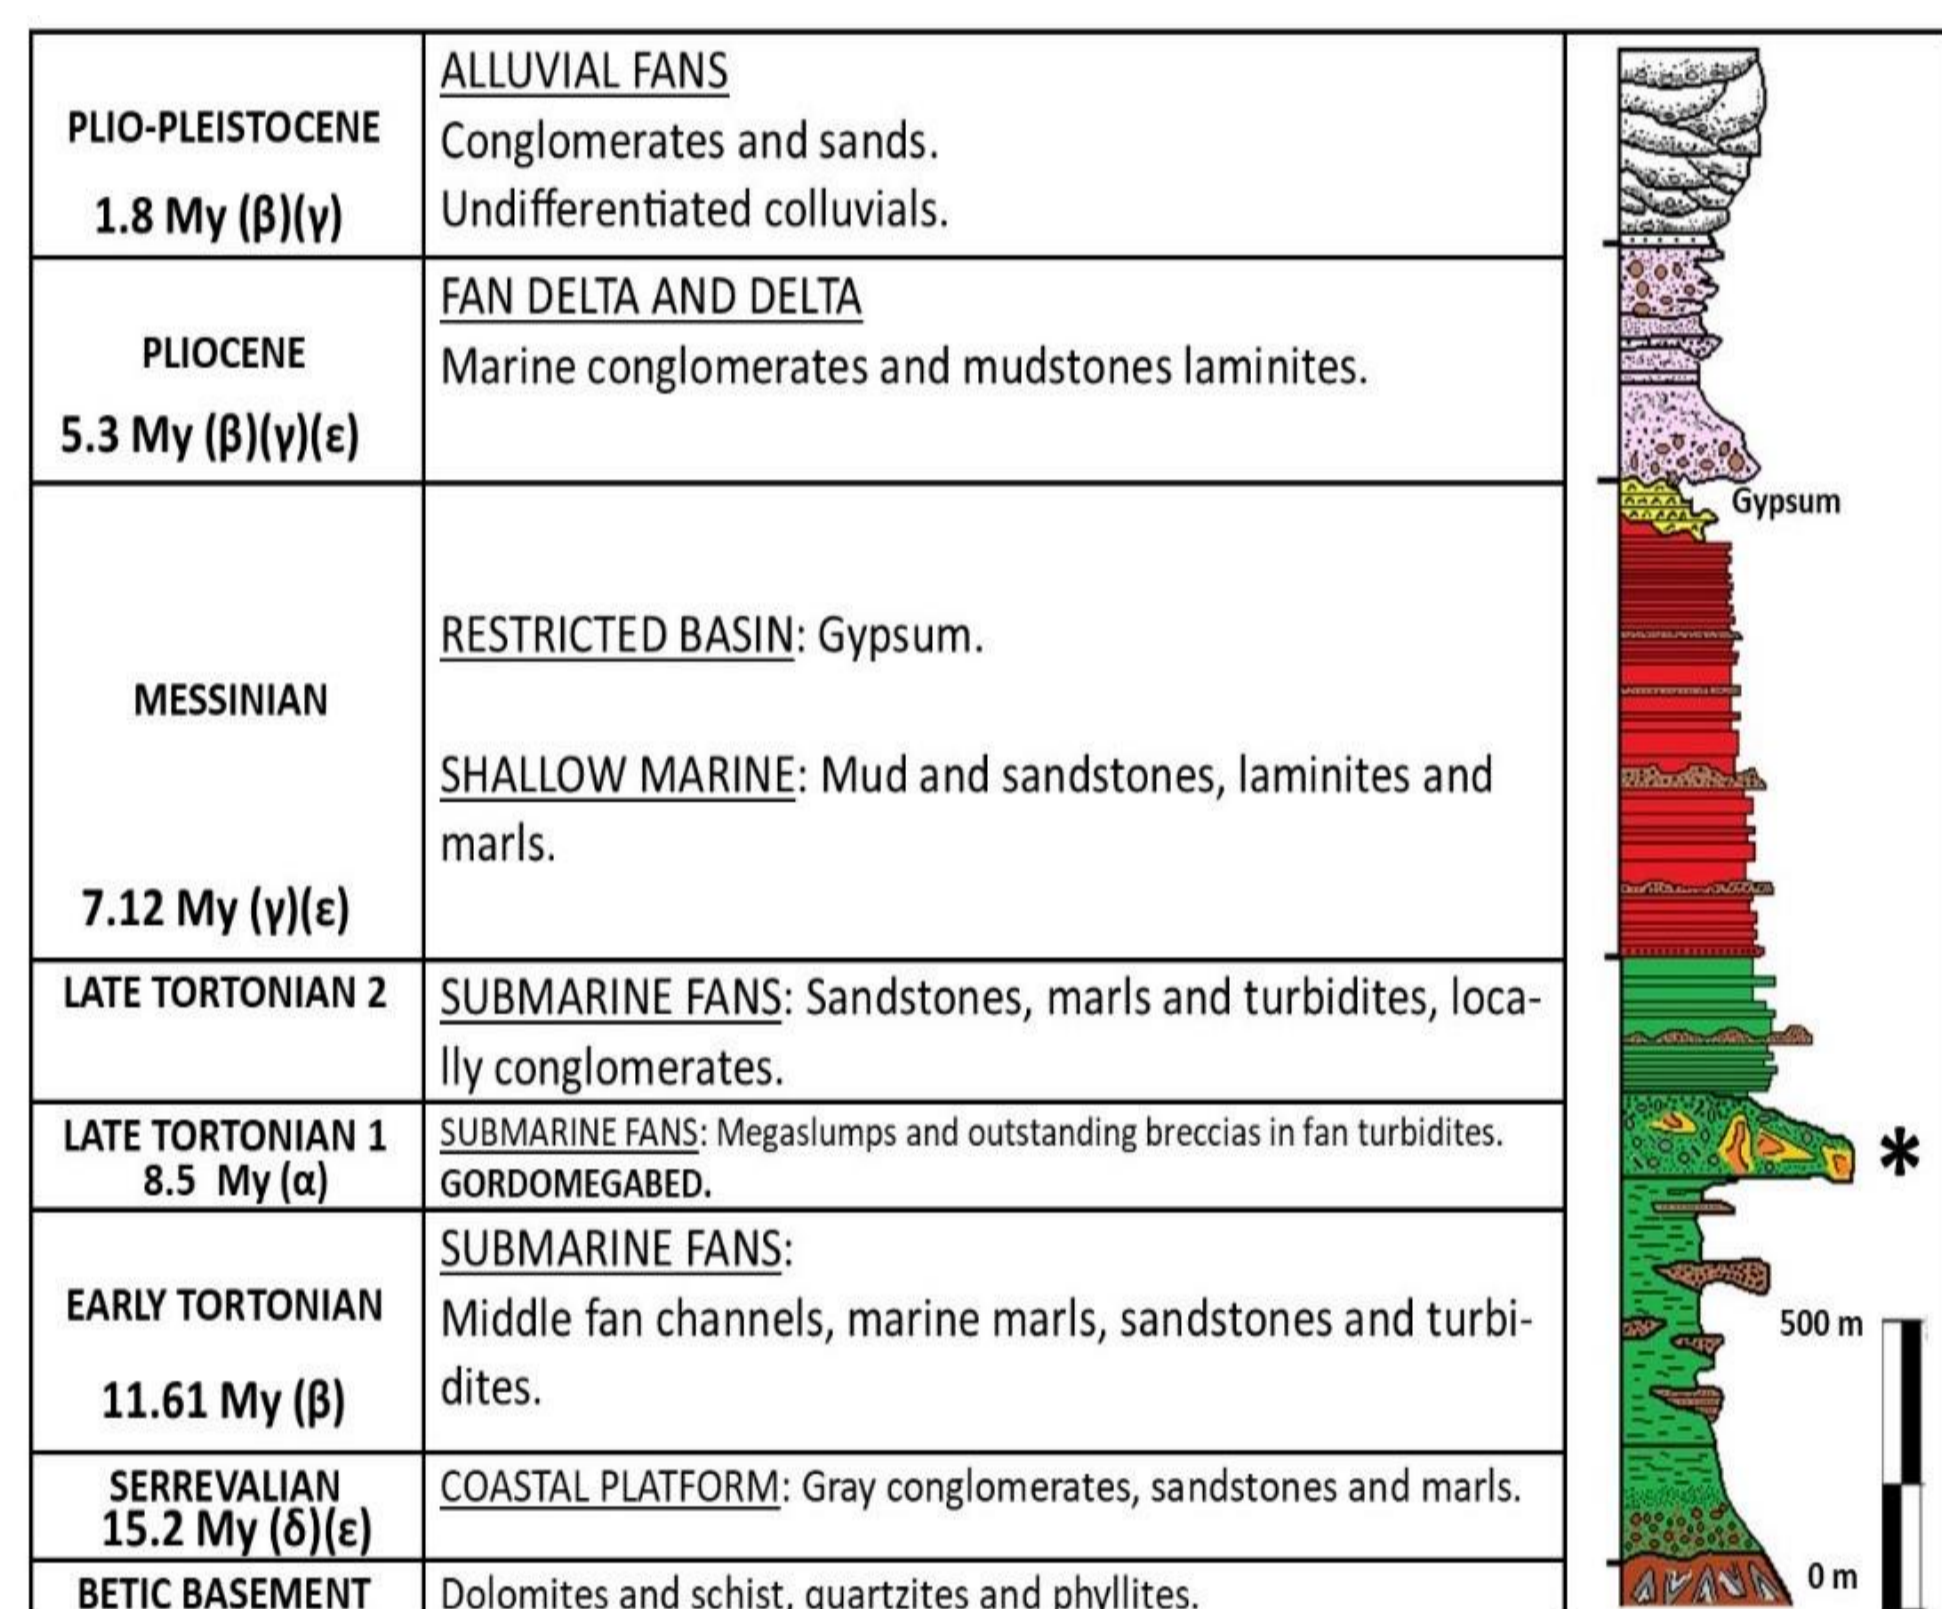 PLIO-PLEISTOCENE
1.8 My (β)(γ)
ALLUVIAL FANS
Conglomerates and sands.
Undifferentiated colluvials.
PLIOCENE
5.3 My (β)(γ)(ε)
FAN DELTA AND DELTA
Marine conglomerates and mudstones laminites.
Gypsum
MESSINIAN
7.12 My (γ)(ε)
RESTRICTED BASIN: Gypsum.
SHALLOW MARINE: Mud and sandstones, laminites and
marls.
LATE TORTONIAN 2
SUBMARINE FANS: Sandstones, marls and turbidites, loca-
lly conglomerates.
LATE TORTONIAN 1
8.5 My (α)
SUBMARINE FANS: Megaslumps and outstanding breccias in fan turbidites.
GORDOMEGABED.
*
EARLY TORTONIAN
11.61 My (β)
SUBMARINE FANS:
Middle fan channels, marine marls, sandstones and turbi-
dites.
500 m
SERREVALIAN
15.2 My (δ)(ε)
COASTAL PLATFORM: Gray conglomerates, sandstones and marls.
0 m
BETIC BASEMENT
Dolomites and schist, quartzites and phyllites.